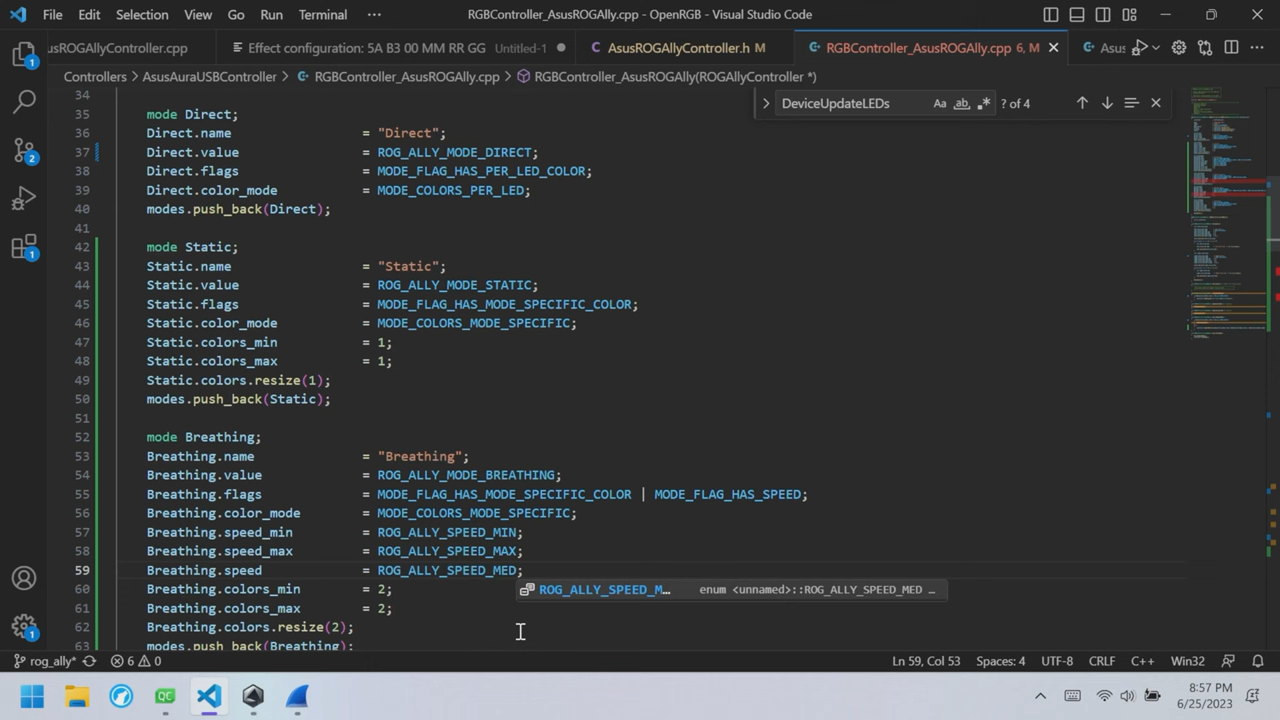 File Edit Selection View Go Run Terminal ··· RGBController_AsusROGAlly.cpp - OpenRGB - Visual Studio Code
usROGAllyController.cpp Effect configuration: 5A B3 00 MM RR GG Untitled-1 AsusROGAllyController.h M RGBController_AsusROGAlly.cpp 6, M Asus
Controllers > AsusAuraUSBController > RGBController_AsusROGAlly.cpp > RGBController_AsusROGAlly(ROGAllyController *)
DeviceUpdateLEDs Aa ab ? of 4
34
35 mode Direct;
36 Direct.name = "Direct";
37 Direct.value = ROG_ALLY_MODE_DIRECT;
38 Direct.flags = MODE_FLAG_HAS_PER_LED_COLOR;
39 Direct.color_mode = MODE_COLORS_PER_LED;
40 modes.push_back(Direct);
41
42 mode Static;
43 Static.name = "Static";
44 Static.value = ROG_ALLY_MODE_STATIC;
45 Static.flags = MODE_FLAG_HAS_MODE_SPECIFIC_COLOR;
46 Static.color_mode = MODE_COLORS_MODE_SPECIFIC;
47 Static.colors_min = 1;
48 Static.colors_max = 1;
49 Static.colors.resize(1);
50 modes.push_back(Static);
51
52 mode Breathing;
53 Breathing.name = "Breathing";
54 Breathing.value = ROG_ALLY_MODE_BREATHING;
55 Breathing.flags = MODE_FLAG_HAS_MODE_SPECIFIC_COLOR | MODE_FLAG_HAS_SPEED;
56 Breathing.color_mode = MODE_COLORS_MODE_SPECIFIC;
57 Breathing.speed_min = ROG_ALLY_SPEED_MIN;
58 Breathing.speed_max = ROG_ALLY_SPEED_MAX;
59 Breathing.speed = ROG_ALLY_SPEED_MED;
60 Breathing.colors_min = 2;
ROG_ALLY_SPEED_M… enum <unnamed>::ROG_ALLY_SPEED_MED …
61 Breathing.colors_max = 2;
62 Breathing.colors.resize(2);
63 modes.push_back(Breathing);
rog_ally* 6 0 Ln 59, Col 53 Spaces: 4 UTF-8 CRLF C++ Win32
8:57 PM
6/25/2023